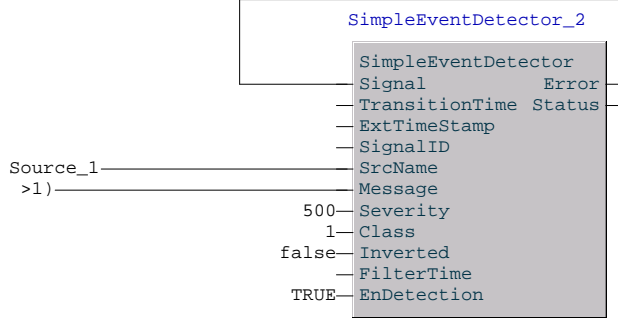 SimpleEventDetector_2
SimpleEventDetector
Signal Error
TransitionTime Status
ExtTimeStamp
SignalID
Source_1 SrcName
>1) Message
500 Severity
1 Class
false Inverted
FilterTime
TRUE EnDetection